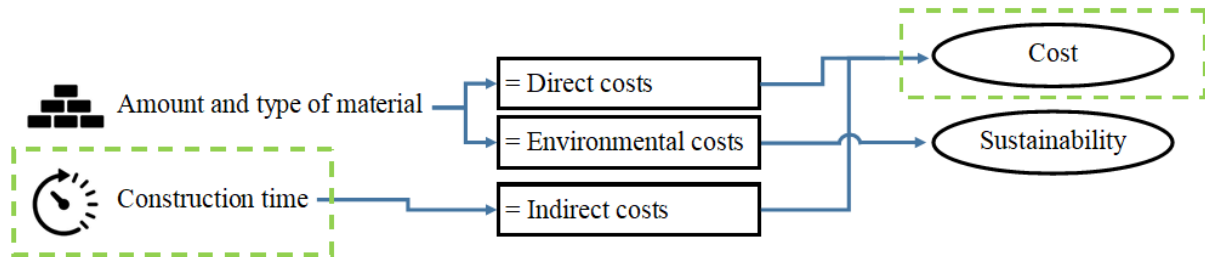 Amount and type of material
Construction time
= Direct costs
= Environmental costs
= Indirect costs
Cost
Sustainability